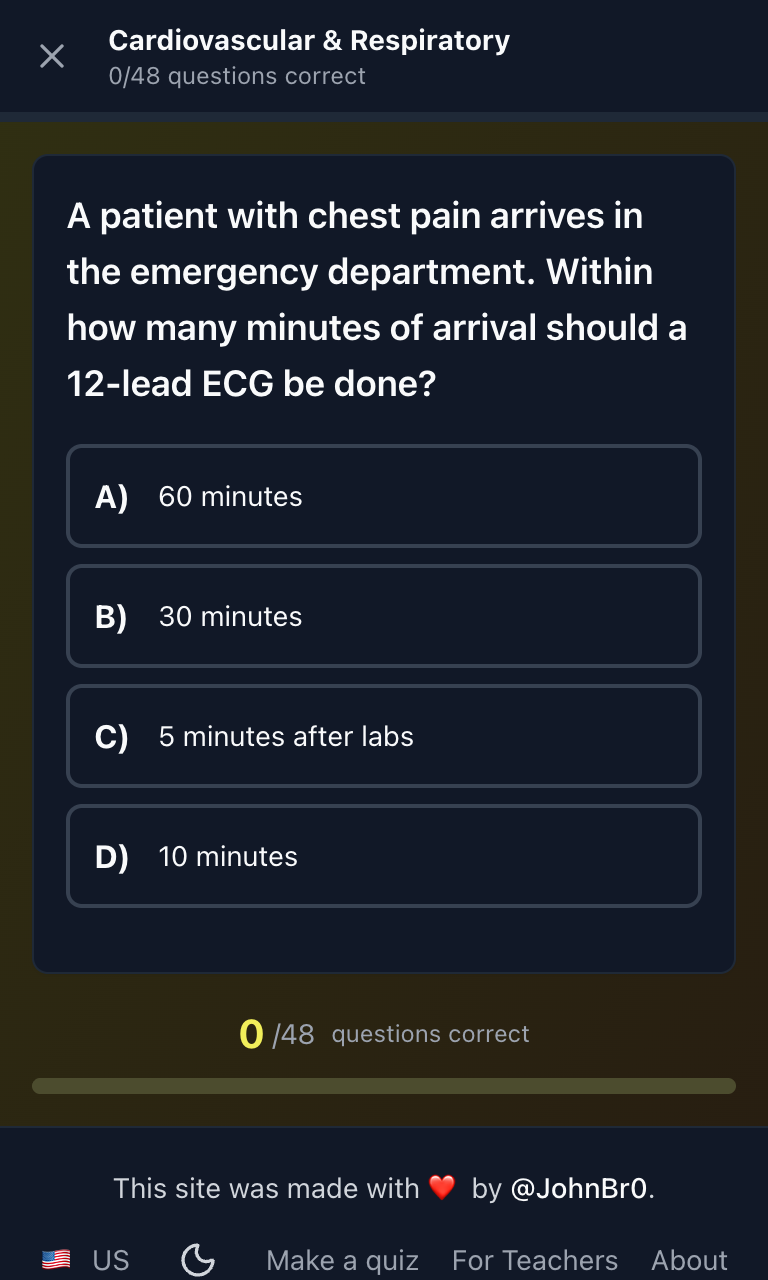 Cardiovascular & Respiratory
0/48 questions correct
A patient with chest pain arrives in
the emergency department. Within
how many minutes of arrival should a
12-lead ECG be done?
A) 60 minutes
B) 30 minutes
C) 5 minutes after labs
D) 10 minutes
0 /48 questions correct
This site was made with ❤️ by @JohnBr0.
🇺🇸 US Make a quiz For Teachers About